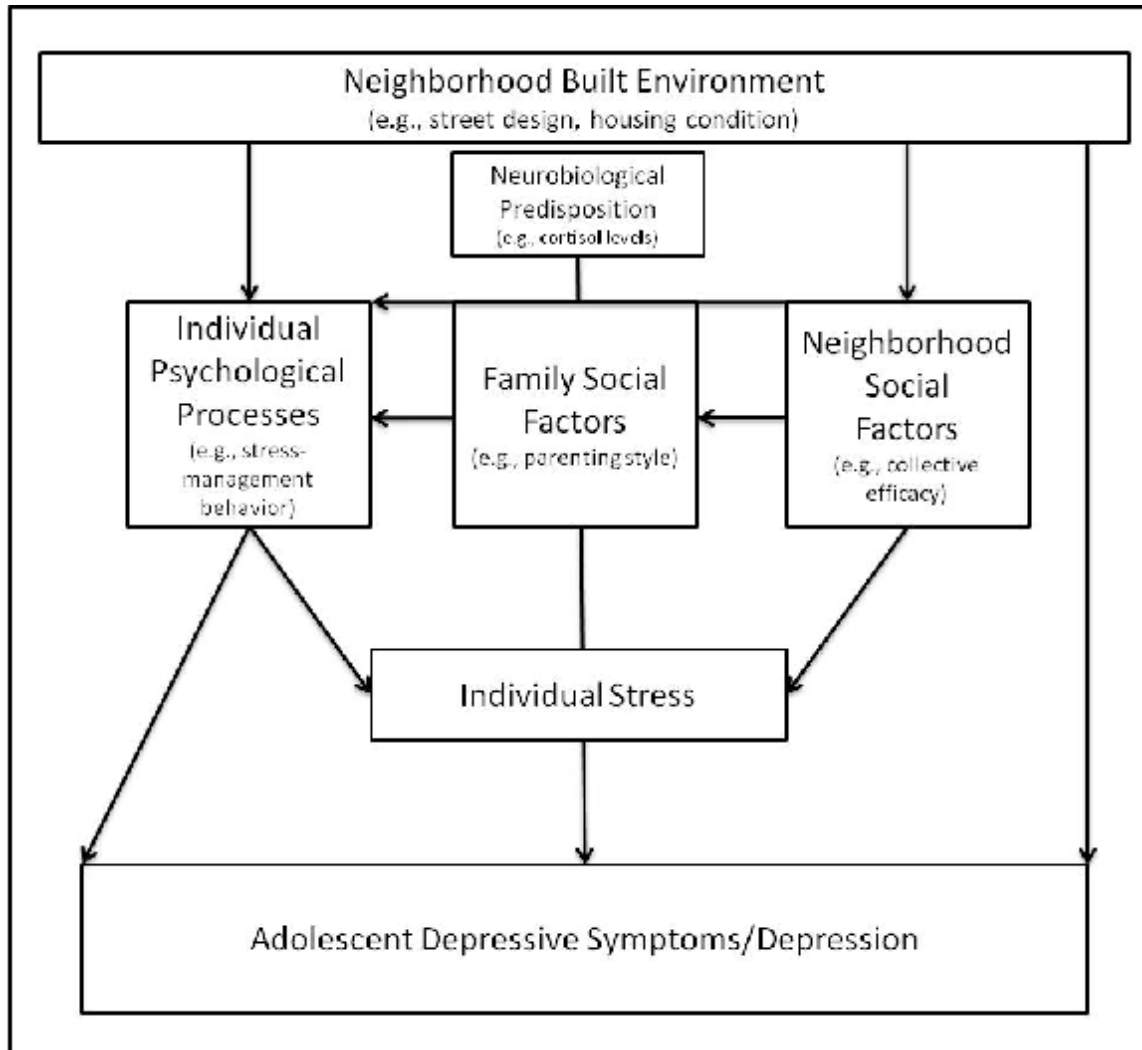 Neighborhood Built Environment
(e.g., street design, housing condition)
Neurobiological
Predisposition
(e.g., cortisol levels)
Individual
Psychological
Processes
(e.g., stress-
management
behavior)
Family Social
Factors
(e.g., parenting style)
Neighborhood
Social
Factors
(e.g., collective
efficacy)
Individual Stress
Adolescent Depressive Symptoms/Depression